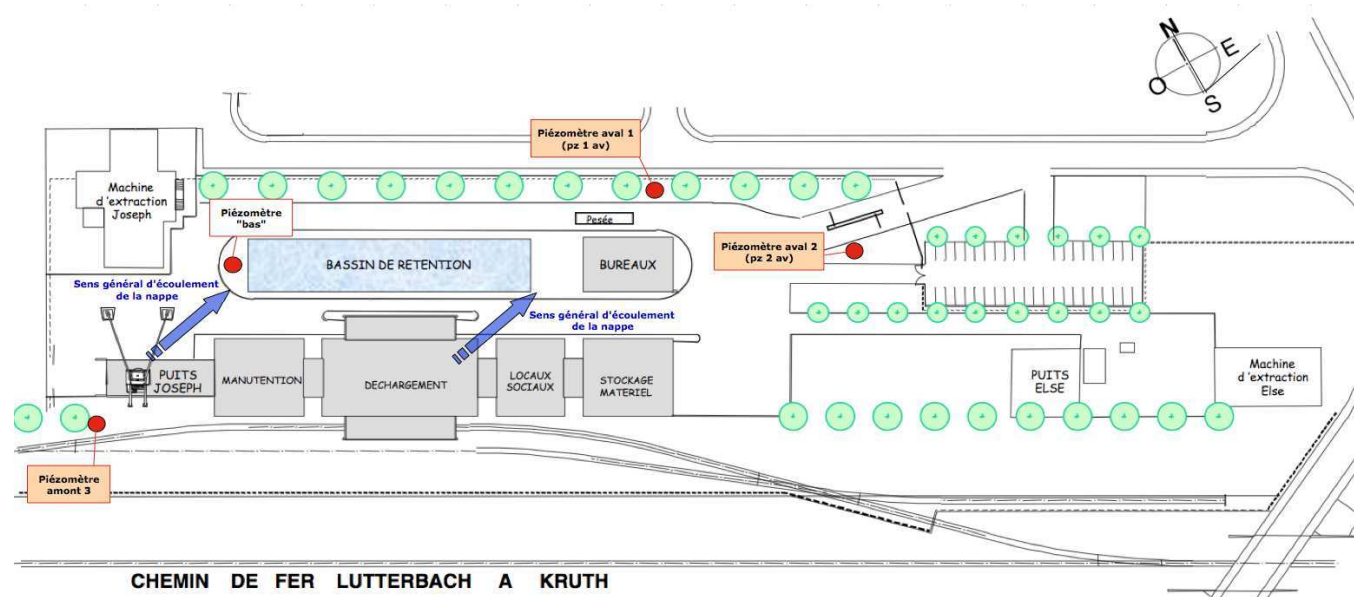 N
E
O
S
Piézomètre aval 1
(pz 1 av)
Machine
d 'extraction
Joseph
Piézomètre
"bas"
Pesée
Piézomètre aval 2
(pz 2 av)
BASSIN DE RETENTION
BUREAUX
Sens général d'écoulement
de la nappe
Sens général d'écoulement
de la nappe
PUITS
JOSEPH
MANUTENTION
DECHARGEMENT
LOCAUX
SOCIAUX
STOCKAGE
MATERIEL
PUITS
ELSE
Machine
d 'extraction
Else
Piézomètre
amont 3
CHEMIN DE FER LUTTERBACH A KRUTH